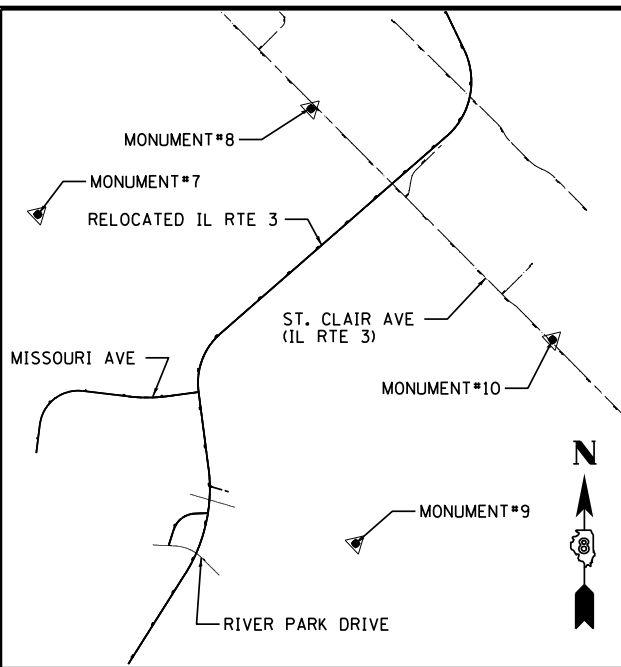 MONUMENT#8
MONUMENT#7
RELOCATED IL RTE 3
ST. CLAIR AVE
(IL RTE 3)
MISSOURI AVE
MONUMENT#10
N
MONUMENT#9
8
RIVER PARK DRIVE